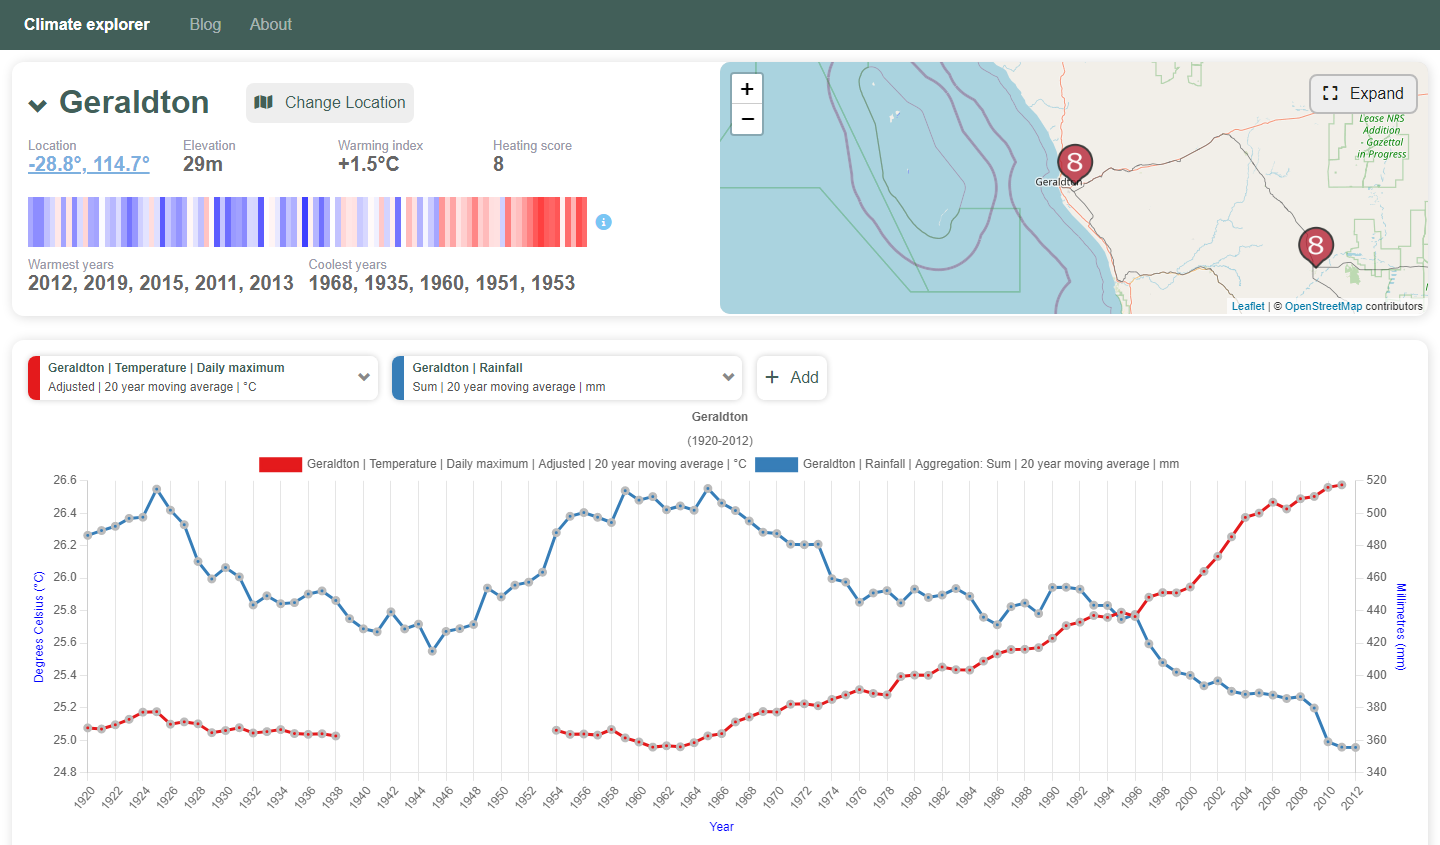 Climate explorer Blog About
Geraldton Change Location
Location Elevation Warming index Heating score
-28.8°, 114.7° 29m +1.5°C 8
Warmest years Coolest years
2012, 2019, 2015, 2011, 2013 1968, 1935, 1960, 1951, 1953
+
−
Expand
Lease NRS
Addition
- Gazettal
in Progress
8
Geraldton
8
Leaflet | © OpenStreetMap contributors
Geraldton | Temperature | Daily maximum
Adjusted | 20 year moving average | °C
Geraldton | Rainfall
Sum | 20 year moving average | mm
+ Add
Geraldton
(1920-2012)
Geraldton | Temperature | Daily maximum | Adjusted | 20 year moving average | °C Geraldton | Rainfall | Aggregation: Sum | 20 year moving average | mm
Degrees Celsius (°C)
26.6
26.4
26.2
26.0
25.8
25.6
25.4
25.2
25.0
24.8
520
500
480
460
440
420
400
380
360
340
Millimetres (mm)
1920 1922 1924 1926 1928 1930 1932 1934 1936 1938 1940 1942 1944 1946 1948 1950 1952 1954 1956 1958 1960 1962 1964 1966 1968 1970 1972 1974 1976 1978 1980 1982 1984 1986 1988 1990 1992 1994 1996 1998 2000 2002 2004 2006 2008 2010 2012
Year